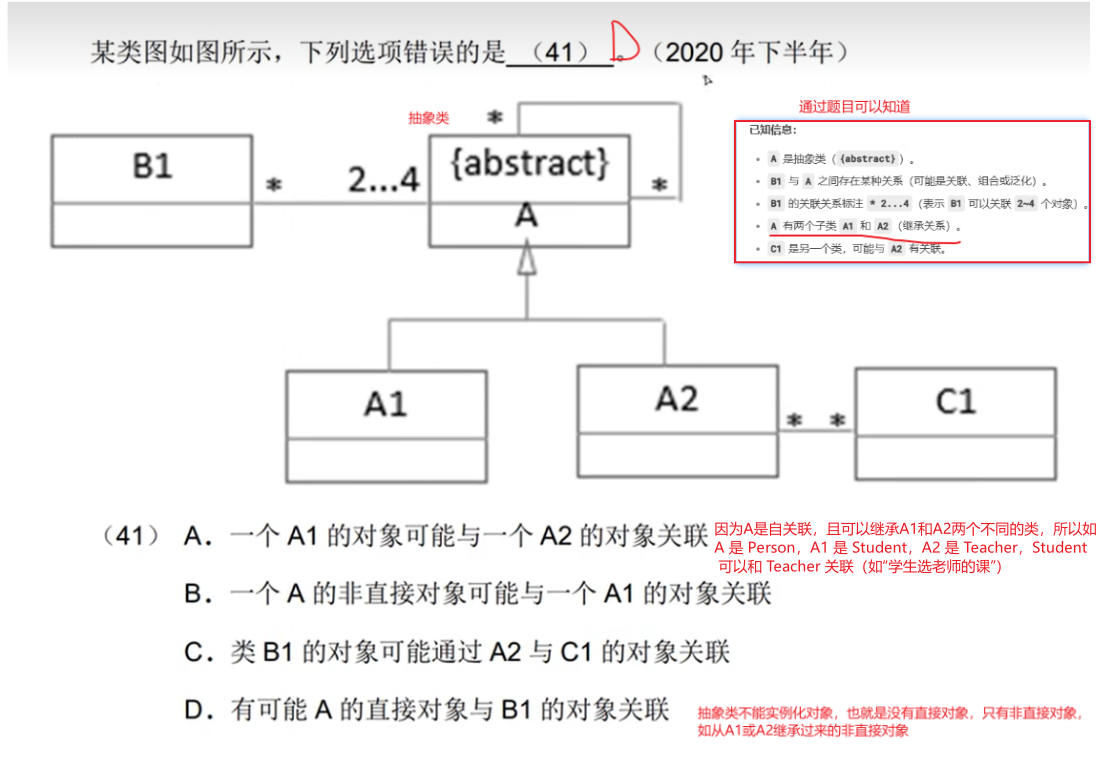 某类图如图所示，下列选项错误的是 （41） 。（2020 年下半年）
D
通过题目可以知道
已知信息：
• A 是抽象类（ {abstract} ）。
• B1 与 A 之间存在某种关系（可能是关联、组合或泛化）。
• B1 的关联关系标注 * 2...4 （表示 B1 可以关联 2~4 个对象）。
• A 有两个子类 A1 和 A2 （继承关系）。
• C1 是另一个类，可能与 A2 有关联。
抽象类
*
B1
*
2...4
{abstract}
*
A
A1
A2
* *
C1
（41） A．一个 A1 的对象可能与一个 A2 的对象关联
因为A是自关联，且可以继承A1和A2两个不同的类，所以如
A 是 Person，A1 是 Student，A2 是 Teacher，Student
可以和 Teacher 关联（如“学生选老师的课”）
B．一个 A 的非直接对象可能与一个 A1 的对象关联
C．类 B1 的对象可能通过 A2 与 C1 的对象关联
D．有可能 A 的直接对象与 B1 的对象关联
抽象类不能实例化对象，也就是没有直接对象，只有非直接对象，
如从A1或A2继承过来的非直接对象